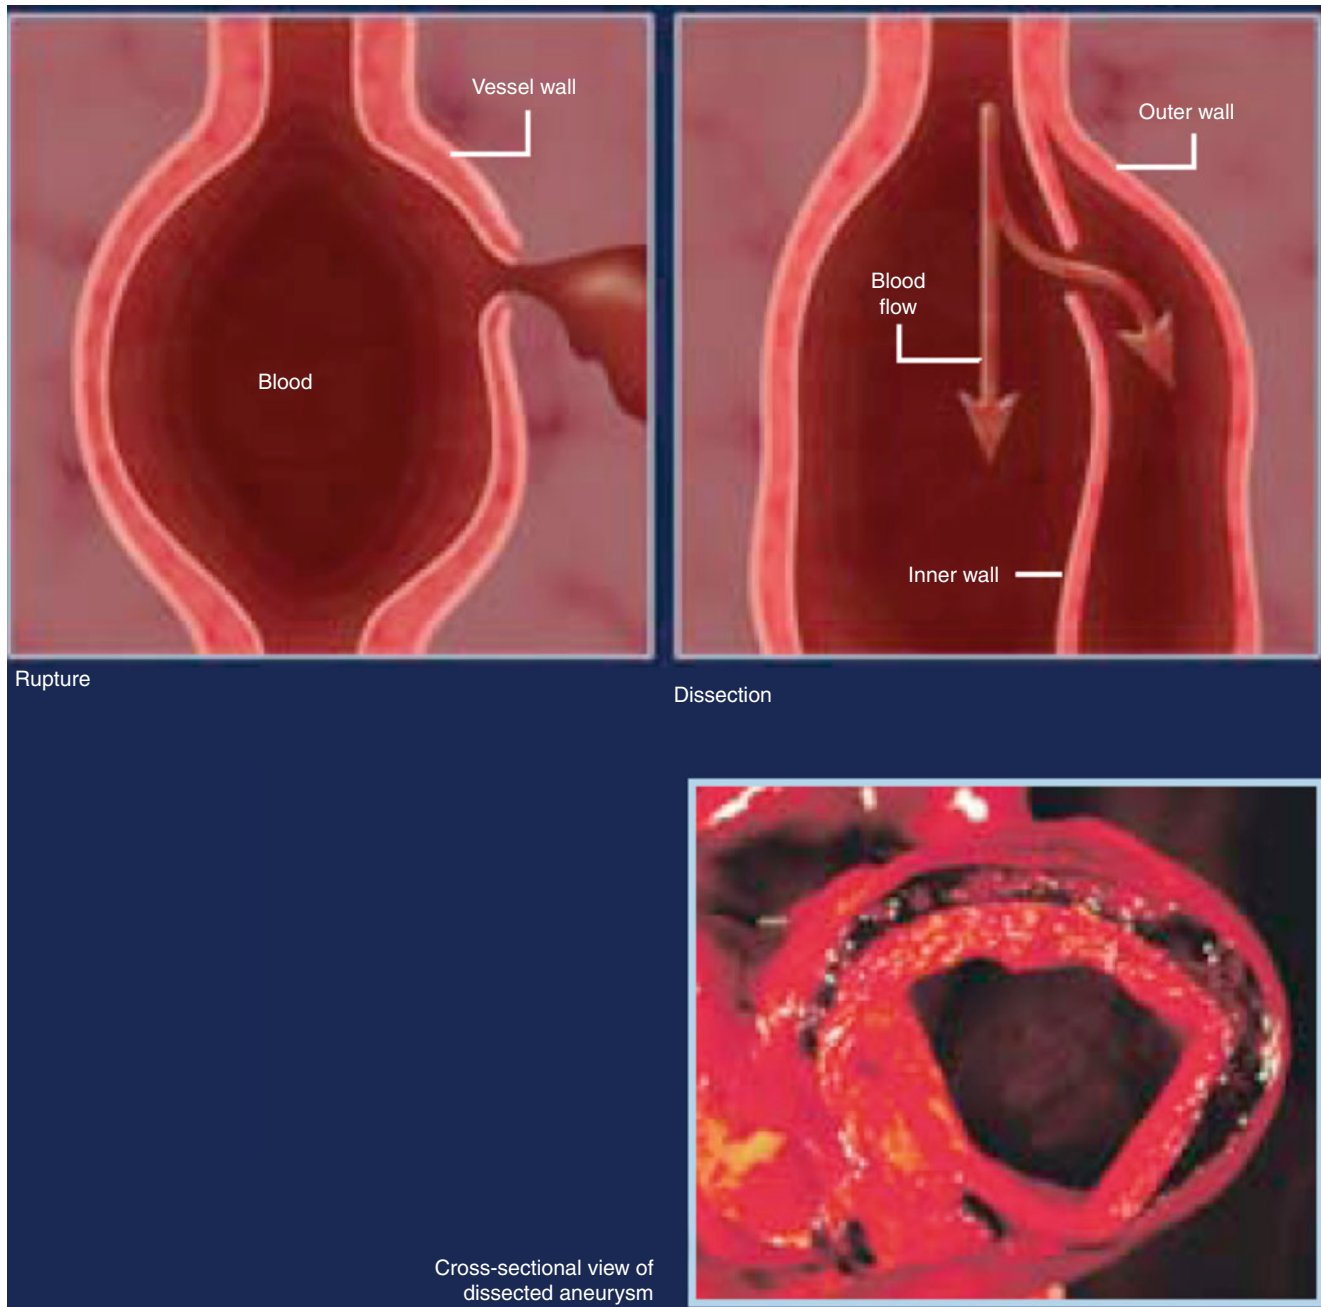 Vessel wall
Blood
Rupture
Outer wall
Blood
flow
Inner wall
Dissection
Cross-sectional view of
dissected aneurysm